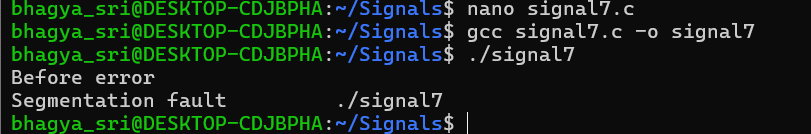 bhagya_sri@DESKTOP-CDJBPHA:~/Signals$ nano signal7.c
bhagya_sri@DESKTOP-CDJBPHA:~/Signals$ gcc signal7.c -o signal7
bhagya_sri@DESKTOP-CDJBPHA:~/Signals$ ./signal7
Before error
Segmentation fault         ./signal7
bhagya_sri@DESKTOP-CDJBPHA:~/Signals$